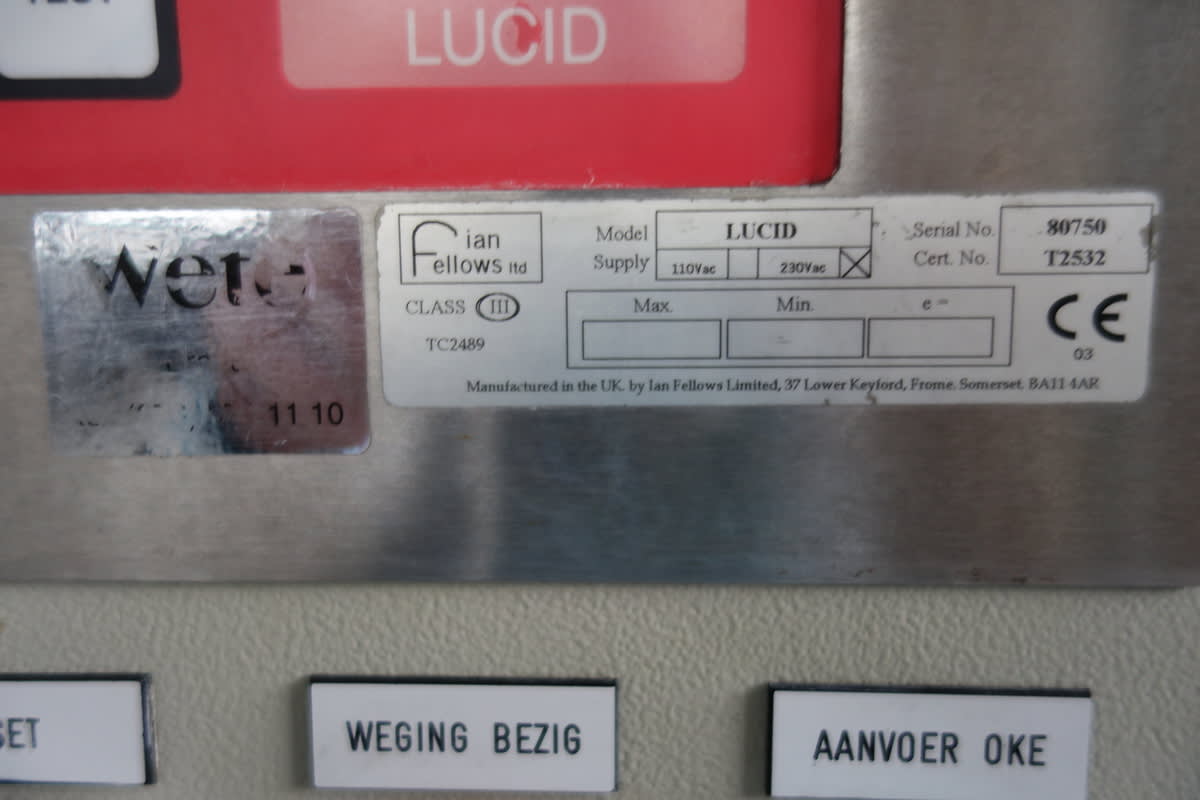 LUCID
ian
Fellows ltd
Model LUCID
Supply 110Vac 230Vac
Serial No. 80750
Cert. No. T2532
CLASS III
TC2489
Max. Min. e =
CE
03
Manufactured in the UK. by Ian Fellows Limited, 37 Lower Keyford, Frome. Somerset. BA11 4AR
11 10
WEGING BEZIG
AANVOER OKE